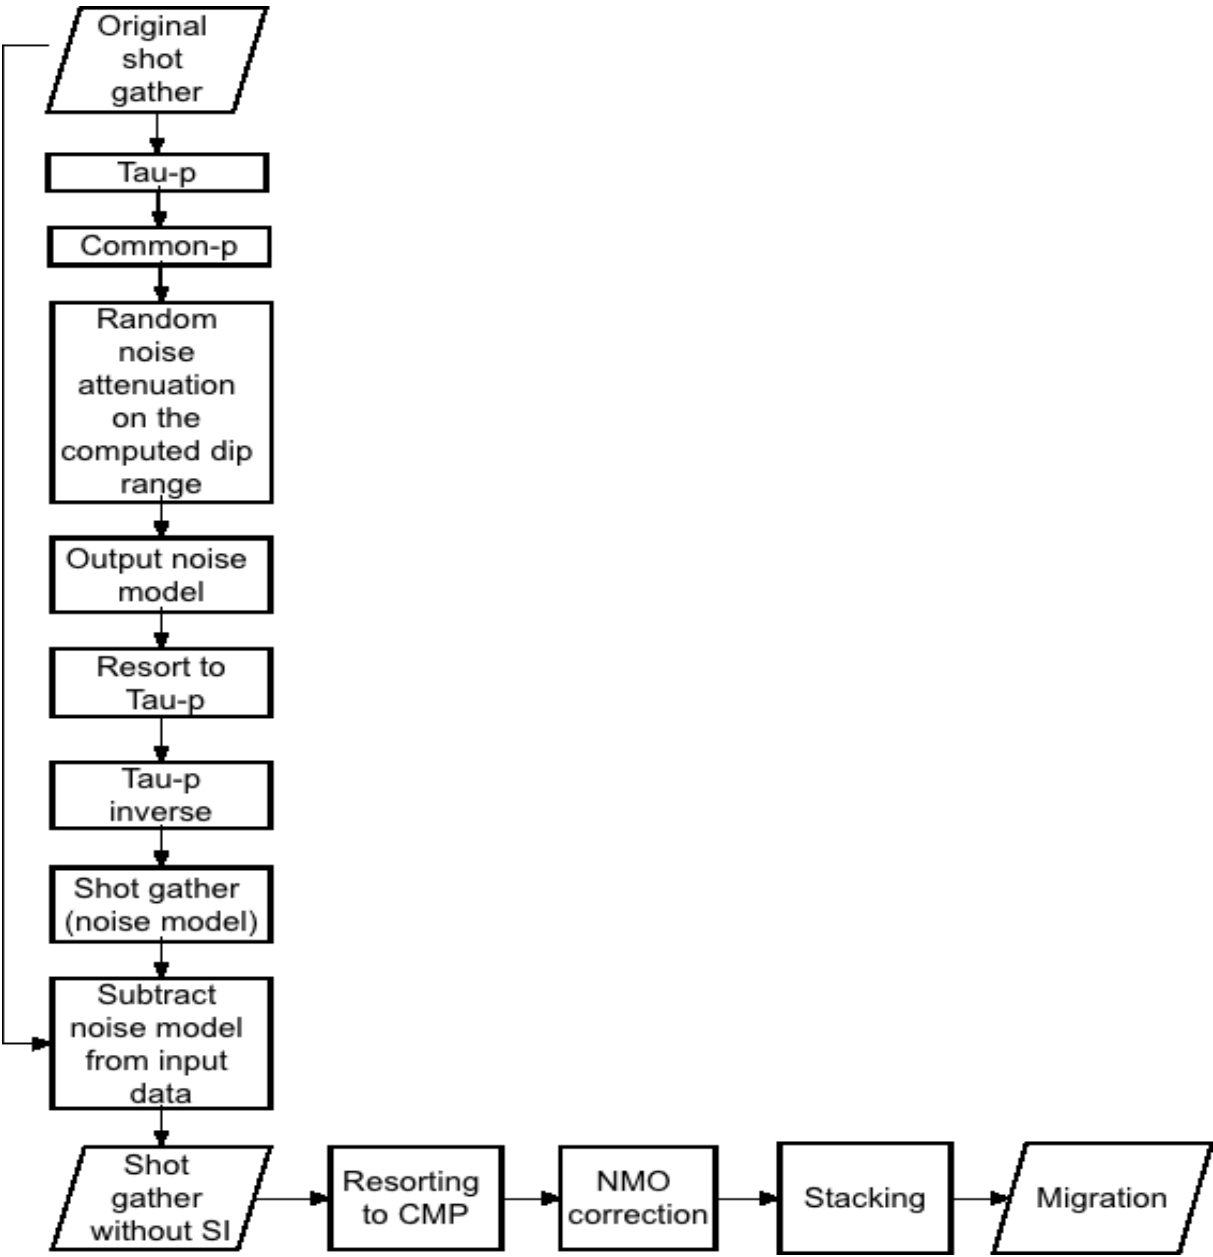 Original
shot
gather
Tau-p
Common-p
Random
noise
attenuation
on the
computed dip
range
Output noise
model
Resort to
Tau-p
Tau-p
inverse
Shot gather
(noise model)
Subtract
noise model
from input
data
Shot
gather
without SI
Resorting
to CMP
NMO
correction
Stacking
Migration